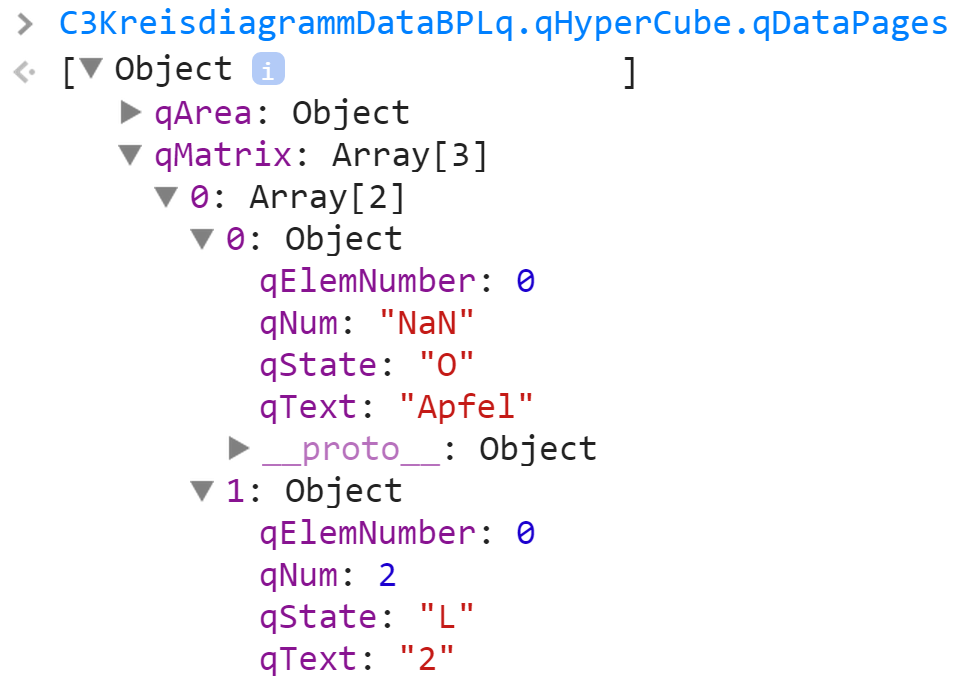 > C3KreisdiagrammDataBPLq.qHyperCube.qDataPages
[▼ Object i ]
▶ qArea: Object
▼ qMatrix: Array[3]
▼ 0: Array[2]
▼ 0: Object
qElemNumber: 0
qNum: "NaN"
qState: "O"
qText: "Apfel"
▶ __proto__: Object
▼ 1: Object
qElemNumber: 0
qNum: 2
qState: "L"
qText: "2"